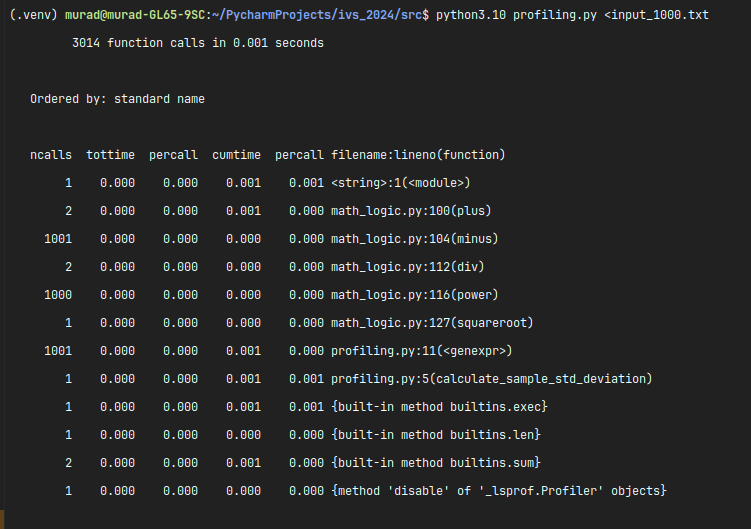 (.venv) murad@murad-GL65-9SC:~/PycharmProjects/ivs_2024/src$ python3.10 profiling.py <input_1000.txt
3014 function calls in 0.001 seconds
Ordered by: standard name
ncalls tottime percall cumtime percall filename:lineno(function)
1 0.000 0.000 0.001 0.001 <string>:1(<module>)
2 0.000 0.000 0.001 0.000 math_logic.py:100(plus)
1001 0.000 0.000 0.000 0.000 math_logic.py:104(minus)
2 0.000 0.000 0.000 0.000 math_logic.py:112(div)
1000 0.000 0.000 0.000 0.000 math_logic.py:116(power)
1 0.000 0.000 0.000 0.000 math_logic.py:127(squareroot)
1001 0.000 0.000 0.001 0.000 profiling.py:11(<genexpr>)
1 0.000 0.000 0.001 0.001 profiling.py:5(calculate_sample_std_deviation)
1 0.000 0.000 0.001 0.001 {built-in method builtins.exec}
1 0.000 0.000 0.000 0.000 {built-in method builtins.len}
2 0.000 0.000 0.001 0.000 {built-in method builtins.sum}
1 0.000 0.000 0.000 0.000 {method 'disable' of '_lsprof.Profiler' objects}